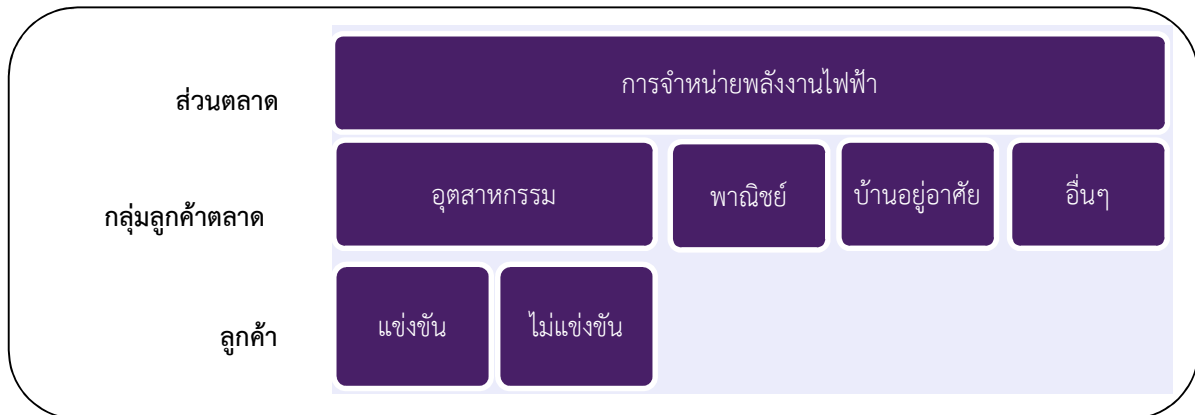 ส่วนตลาด
การจำหน่ายพลังงานไฟฟ้า
กลุ่มลูกค้าตลาด
อุตสาหกรรม
พาณิชย์
บ้านอยู่อาศัย
อื่นๆ
ลูกค้า
แข่งขัน
ไม่แข่งขัน